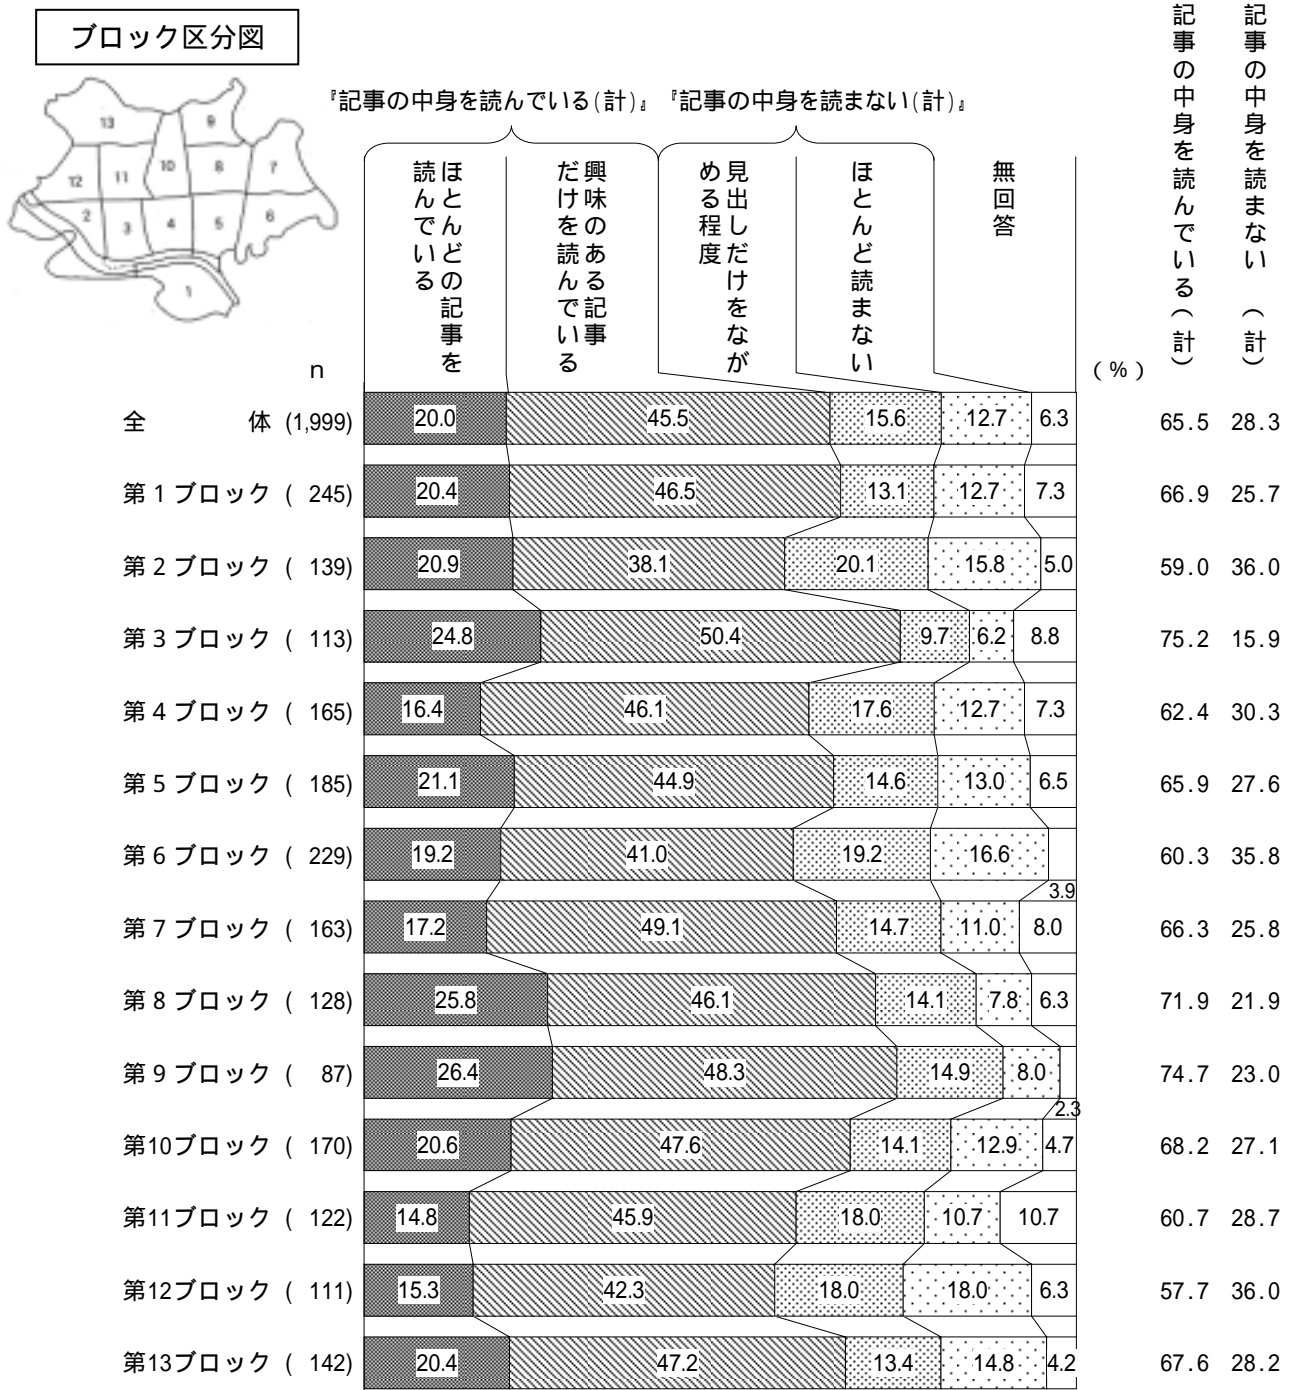 ブロック区分図
13
9
12
11
10
8
7
2
3
4
5
6
1
『記事の中身を読んでいる(計)』 『記事の中身を読まない(計)』
ほとんどの記事を
読んでいる
興味のある記事
だけを読んでいる
見出しだけをなが
める程度
ほとんど読まない
無回答
記事の中身を読んでいる(計)
記事の中身を読まない (計)
n
(%)
全 体 (1,999) 20.0 45.5 15.6 12.7 6.3 65.5 28.3
第1ブロック ( 245) 20.4 46.5 13.1 12.7 7.3 66.9 25.7
第2ブロック ( 139) 20.9 38.1 20.1 15.8 5.0 59.0 36.0
第3ブロック ( 113) 24.8 50.4 9.7 6.2 8.8 75.2 15.9
第4ブロック ( 165) 16.4 46.1 17.6 12.7 7.3 62.4 30.3
第5ブロック ( 185) 21.1 44.9 14.6 13.0 6.5 65.9 27.6
第6ブロック ( 229) 19.2 41.0 19.2 16.6 3.9 60.3 35.8
第7ブロック ( 163) 17.2 49.1 14.7 11.0 8.0 66.3 25.8
第8ブロック ( 128) 25.8 46.1 14.1 7.8 6.3 71.9 21.9
第9ブロック ( 87) 26.4 48.3 14.9 8.0 2.3 74.7 23.0
第10ブロック ( 170) 20.6 47.6 14.1 12.9 4.7 68.2 27.1
第11ブロック ( 122) 14.8 45.9 18.0 10.7 10.7 60.7 28.7
第12ブロック ( 111) 15.3 42.3 18.0 18.0 6.3 57.7 36.0
第13ブロック ( 142) 20.4 47.2 13.4 14.8 4.2 67.6 28.2